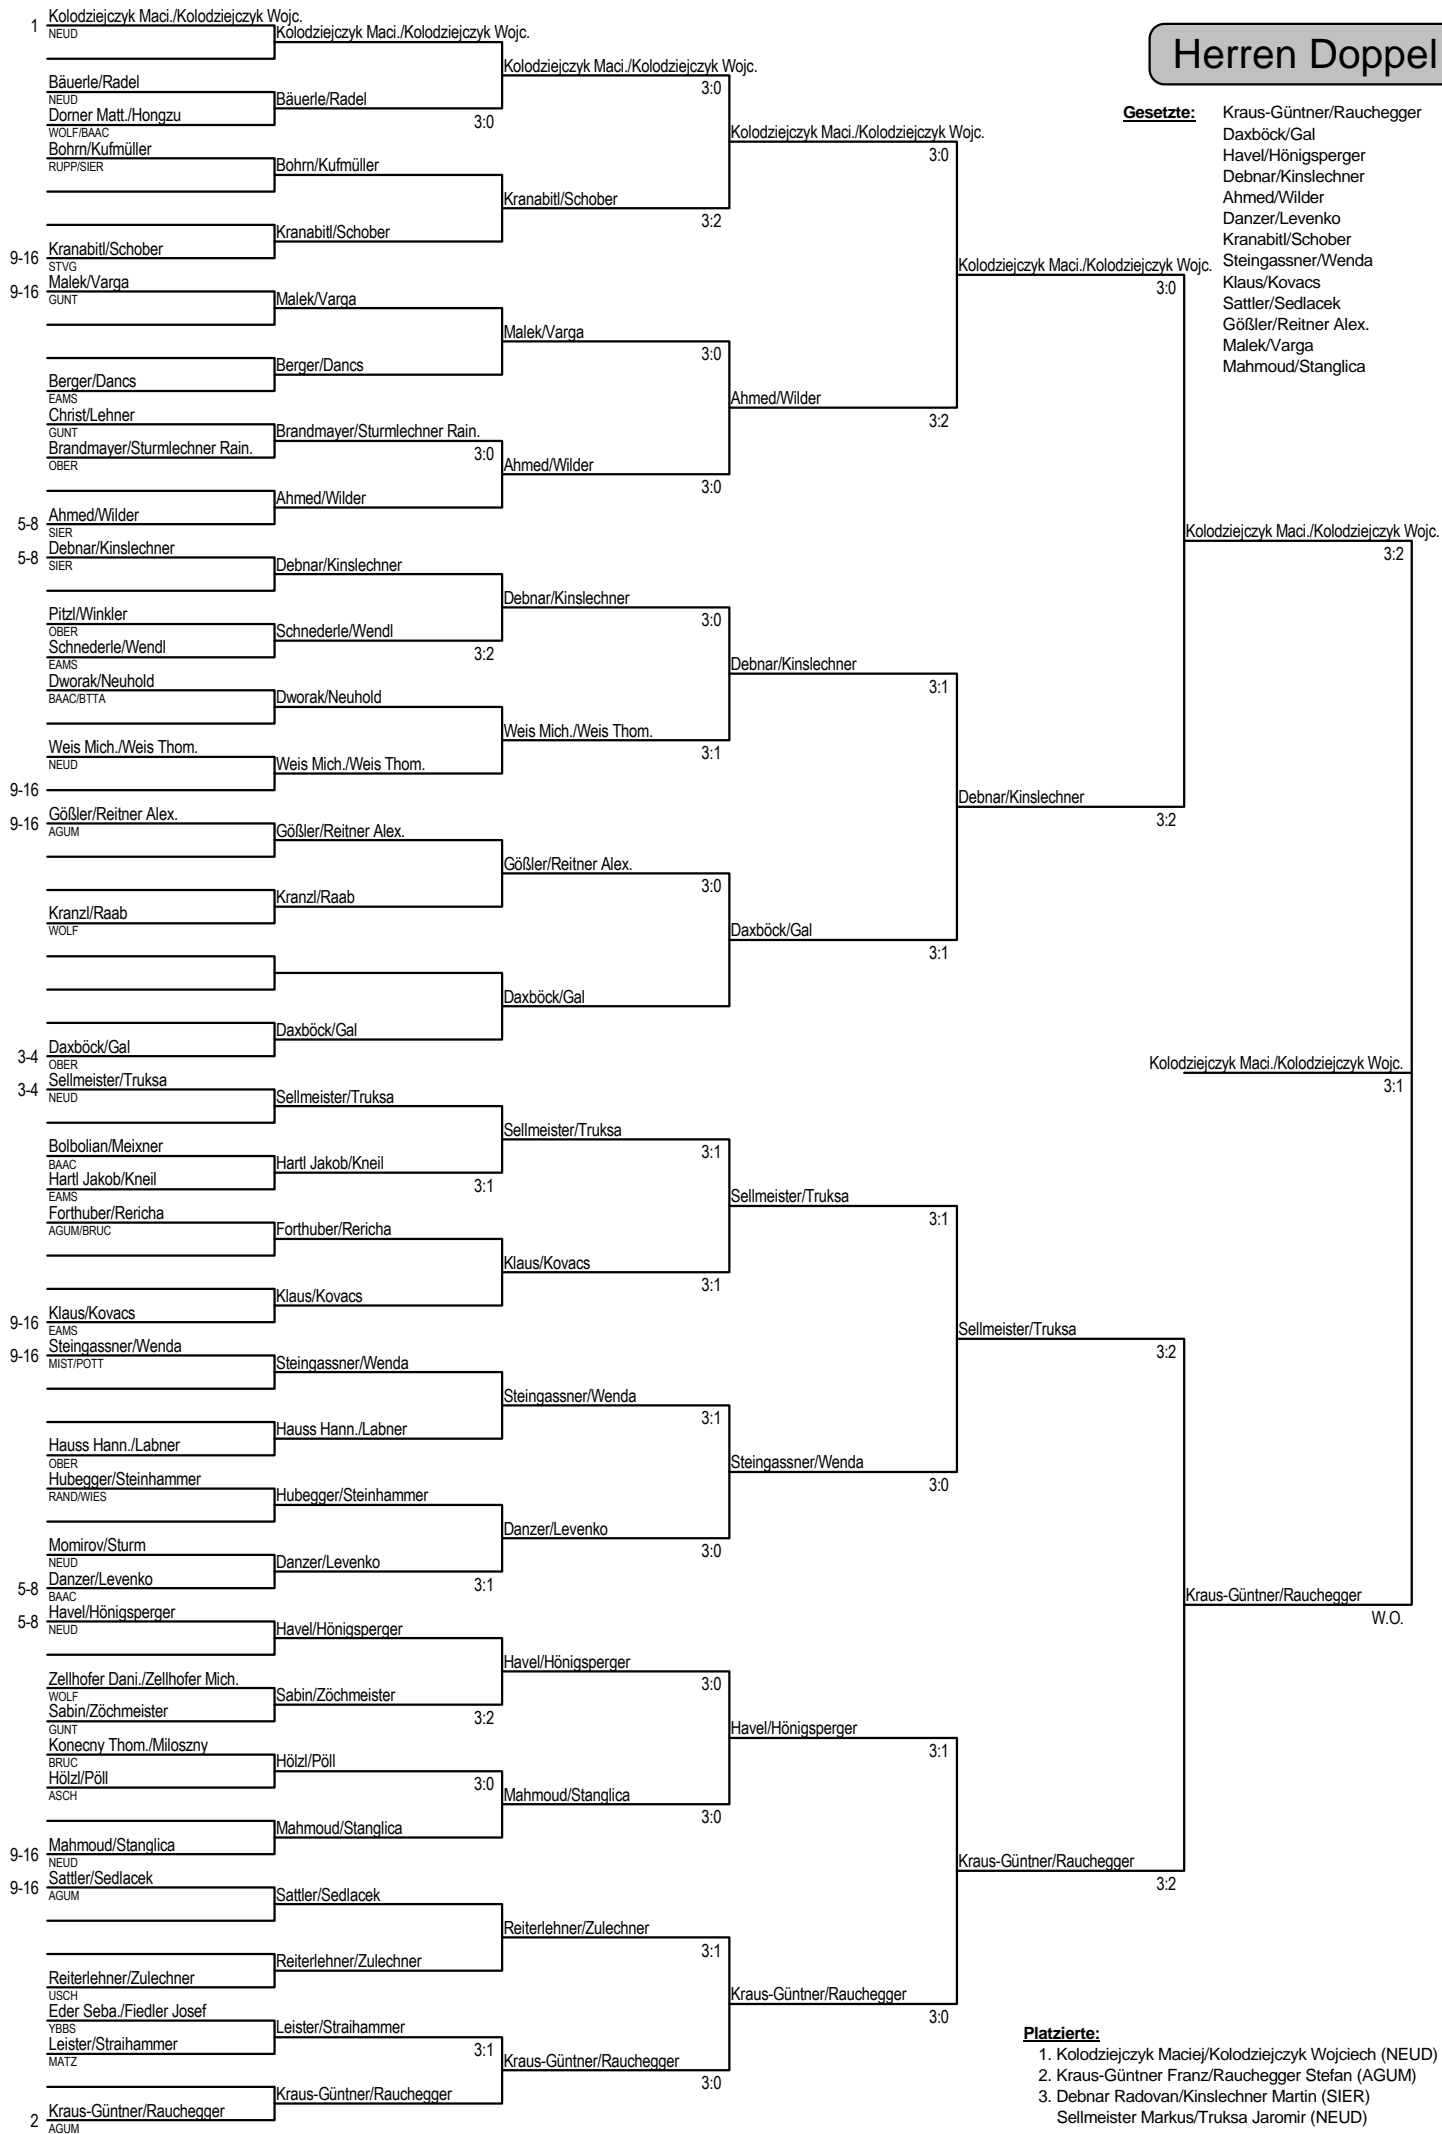 Herren Doppel
Gesetzte: Kraus-Güntner/Rauchegger
Daxböck/Gal
Havel/Hönigsperger
Debnar/Kinslechner
Ahmed/Wilder
Danzer/Levenko
Kranabitl/Schober
Steingassner/Wenda
Klaus/Kovacs
Sattler/Sedlacek
Gößler/Reitner Alex.
Malek/Varga
Mahmoud/Stanglica
1 Kolodziejczyk Maci./Kolodziejczyk Wojc.
NEUD
Bäuerle/Radel
NEUD
Dorner Matt./Hongzu
WOLF/BAAC
Bohrn/Kufmüller
RUPP/SIER
9-16 Kranabitl/Schober
STVG
9-16 Malek/Varga
GUNT
Berger/Dancs
EAMS
Christ/Lehner
GUNT
Brandmayer/Sturmlechner Rain.
OBER
5-8 Ahmed/Wilder
SIER
5-8 Debnar/Kinslechner
SIER
Pitzl/Winkler
OBER
Schnederle/Wendl
EAMS
Dworak/Neuhold
BAAC/BTTA
Weis Mich./Weis Thom.
NEUD
9-16
9-16 Gößler/Reitner Alex.
AGUM
Kranzl/Raab
WOLF
3-4 Daxböck/Gal
OBER
3-4 Sellmeister/Truksa
NEUD
Bolbolian/Meixner
BAAC
Hartl Jakob/Kneil
EAMS
Forthuber/Rericha
AGUM/BRUC
9-16 Klaus/Kovacs
EAMS
9-16 Steingassner/Wenda
MIST/POTT
Hauss Hann./Labner
OBER
Hubegger/Steinhammer
RAND/WIES
Momirov/Sturm
NEUD
5-8 Danzer/Levenko
BAAC
5-8 Havel/Hönigsperger
NEUD
Zellhofer Dani./Zellhofer Mich.
WOLF
Sabin/Zöchmeister
GUNT
Konecny Thom./Miloszny
BRUC
Hölzl/Pöll
ASCH
9-16 Mahmoud/Stanglica
NEUD
9-16 Sattler/Sedlacek
AGUM
Reiterlehner/Zulechner
USCH
Eder Seba./Fiedler Josef
YBBS
Leister/Straihammer
MATZ
2 Kraus-Güntner/Rauchegger
AGUM
Kolodziejczyk Maci./Kolodziejczyk Wojc.
Bäuerle/Radel
3:0
Bohrn/Kufmüller
Kranabitl/Schober
Malek/Varga
Berger/Dancs
Brandmayer/Sturmlechner Rain.
3:0
Ahmed/Wilder
Debnar/Kinslechner
Schnederle/Wendl
3:2
Dworak/Neuhold
Weis Mich./Weis Thom.
Gößler/Reitner Alex.
Kranzl/Raab
Daxböck/Gal
Sellmeister/Truksa
Hartl Jakob/Kneil
3:1
Forthuber/Rericha
Klaus/Kovacs
Steingassner/Wenda
Hauss Hann./Labner
Hubegger/Steinhammer
Danzer/Levenko
3:1
Havel/Hönigsperger
Sabin/Zöchmeister
3:2
Hölzl/Pöll
3:0
Mahmoud/Stanglica
Sattler/Sedlacek
Reiterlehner/Zulechner
Leister/Straihammer
3:1
Kraus-Güntner/Rauchegger
Kolodziejczyk Maci./Kolodziejczyk Wojc.
3:0
Kranabitl/Schober
3:2
Malek/Varga
3:0
Ahmed/Wilder
3:0
Debnar/Kinslechner
3:0
Weis Mich./Weis Thom.
3:1
Gößler/Reitner Alex.
3:0
Daxböck/Gal
Sellmeister/Truksa
3:1
Klaus/Kovacs
3:1
Steingassner/Wenda
3:1
Danzer/Levenko
3:0
Havel/Hönigsperger
3:0
Mahmoud/Stanglica
3:0
Reiterlehner/Zulechner
3:1
Kraus-Güntner/Rauchegger
3:0
Kolodziejczyk Maci./Kolodziejczyk Wojc.
3:0
Ahmed/Wilder
3:2
Debnar/Kinslechner
3:1
Daxböck/Gal
3:1
Sellmeister/Truksa
3:1
Steingassner/Wenda
3:0
Havel/Hönigsperger
3:1
Kraus-Güntner/Rauchegger
3:0
Kolodziejczyk Maci./Kolodziejczyk Wojc.
3:0
Debnar/Kinslechner
3:2
Sellmeister/Truksa
3:2
Kraus-Güntner/Rauchegger
3:2
Kolodziejczyk Maci./Kolodziejczyk Wojc.
3:2
Kraus-Güntner/Rauchegger
W.O.
Kolodziejczyk Maci./Kolodziejczyk Wojc.
3:1
Platzierte:
1. Kolodziejczyk Maciej/Kolodziejczyk Wojciech (NEUD)
2. Kraus-Güntner Franz/Rauchegger Stefan (AGUM)
3. Debnar Radovan/Kinslechner Martin (SIER)
Sellmeister Markus/Truksa Jaromir (NEUD)